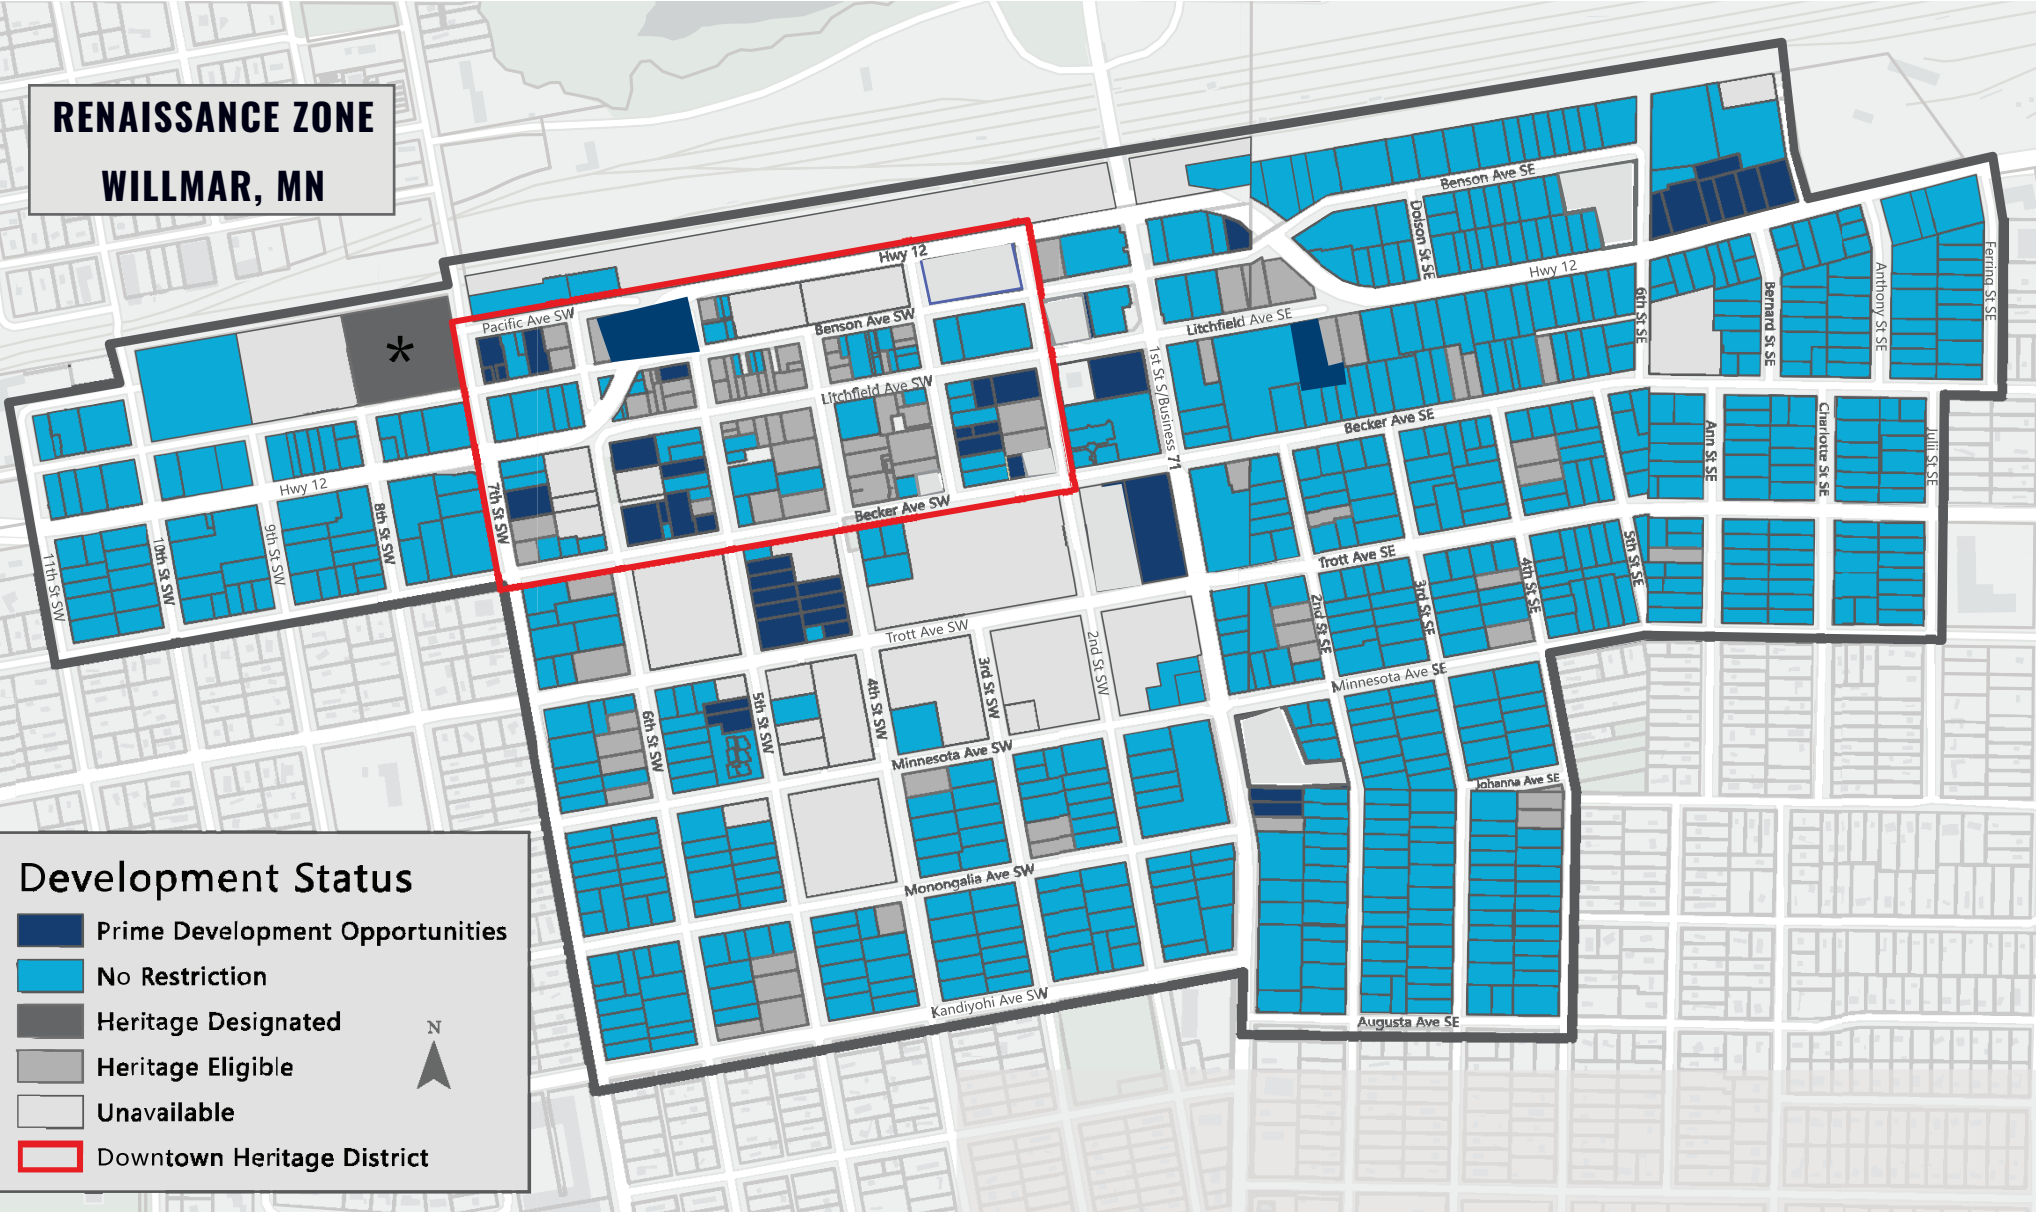 RENAISSANCE ZONE
WILLMAR, MN
Hwy 12
Pacific Ave SW
Benson Ave SW
Litchfield Ave SW
Becker Ave SW
Benson Ave SE
Dolson St SE
Hwy 12
Litchfield Ave SE
Becker Ave SE
1st St S/Business 71
6th St SE
Bernard St SE
Anthony St SE
Ferring St SE
Hwy 12
11th St SW
10th St SW
9th St SW
8th St SW
7th St SW
Ann St SE
Charlotte St SE
Julii St SE
Trott Ave SE
2nd St SE
3rd St SE
4th St SE
5th St SE
Trott Ave SW
6th St SW
5th St SW
4th St SW
3rd St SW
2nd St SW
Minnesota Ave SE
Minnesota Ave SW
Johanna Ave SE
Monongalia Ave SW
Kandiyohi Ave SW
Augusta Ave SE
Development Status
Prime Development Opportunities
No Restriction
Heritage Designated
Heritage Eligible
Unavailable
Downtown Heritage District
N
*